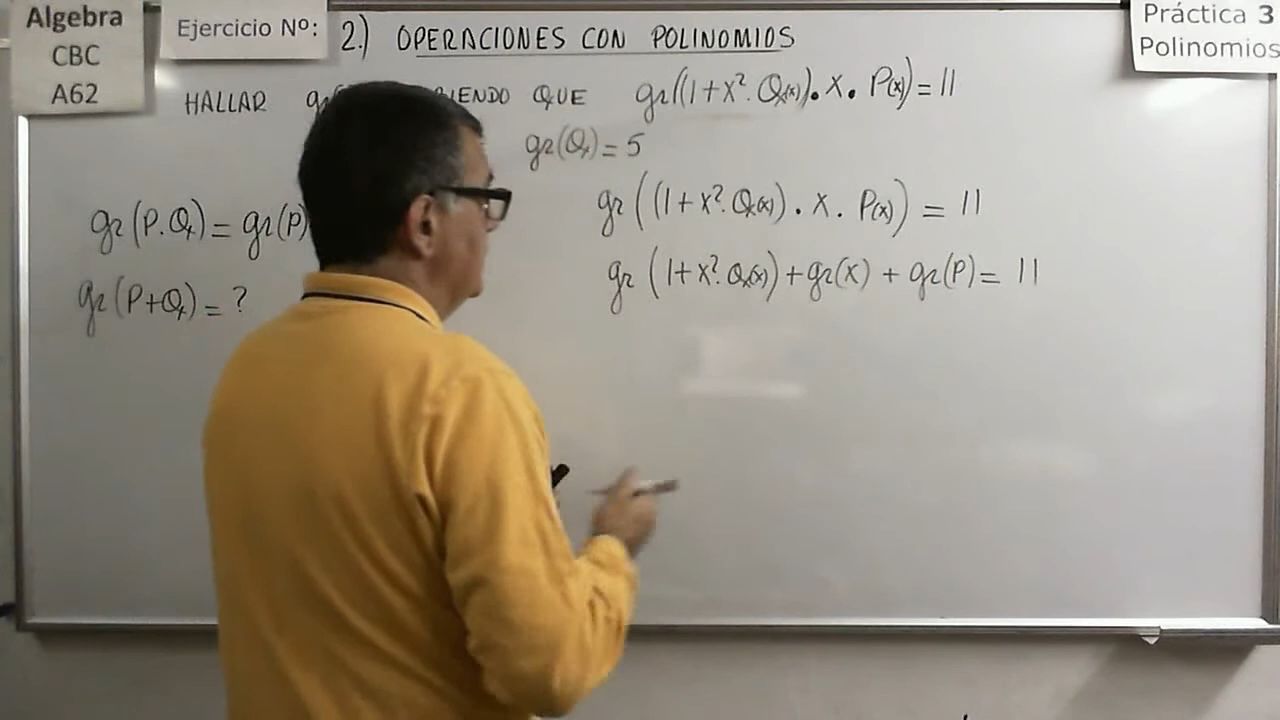 Algebra
CBC
A62
Ejercicio Nº:
2.) OPERACIONES CON POLINOMIOS
Práctica 3
Polinomios
HALLAR QUE gr((1+x². Q(x)). x. P(x)) = 11
gr(Q) = 5
gr(P.Q) = gr(P)
gr(P+Q) = ?
gr((1+x². Q(x)). x. P(x)) = 11
gr(1+x². Q(x)) + gr(x) + gr(P) = 11